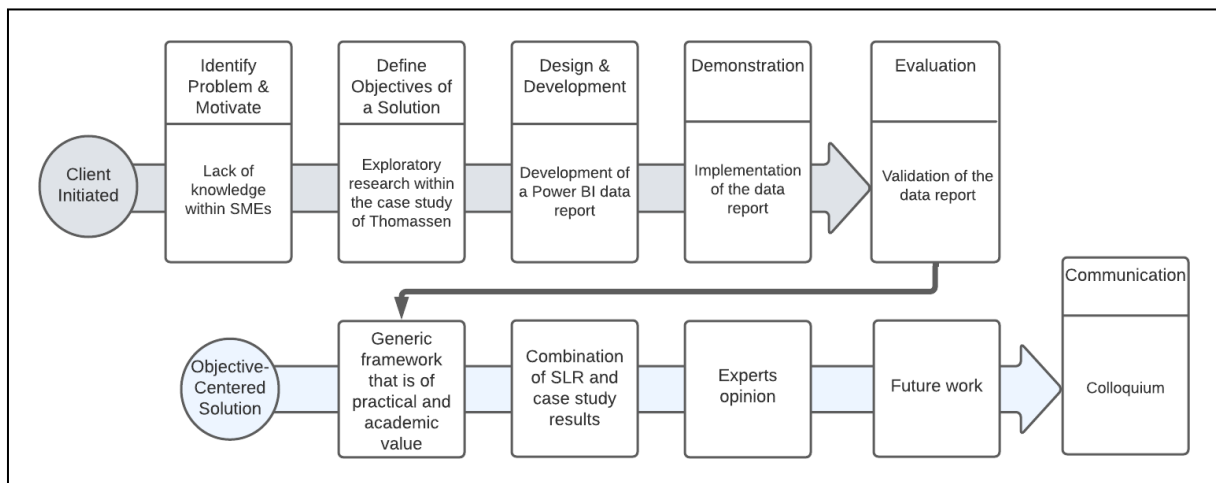 Identify
Problem &
Motivate
Define
Objectives of
a Solution
Design &
Development
Demonstration
Evaluation
Client
Initiated
Lack of
knowledge
within SMEs
Exploratory
research within
the case study
of Thomassen
Development of
a Power BI data
report
Implementation
of the data
report
Validation of the
data report
Communication
Objective-
Centered
Solution
Generic
framework
that is of
practical and
academic
value
Combination
of SLR and
case study
results
Experts
opinion
Future work
Colloquium